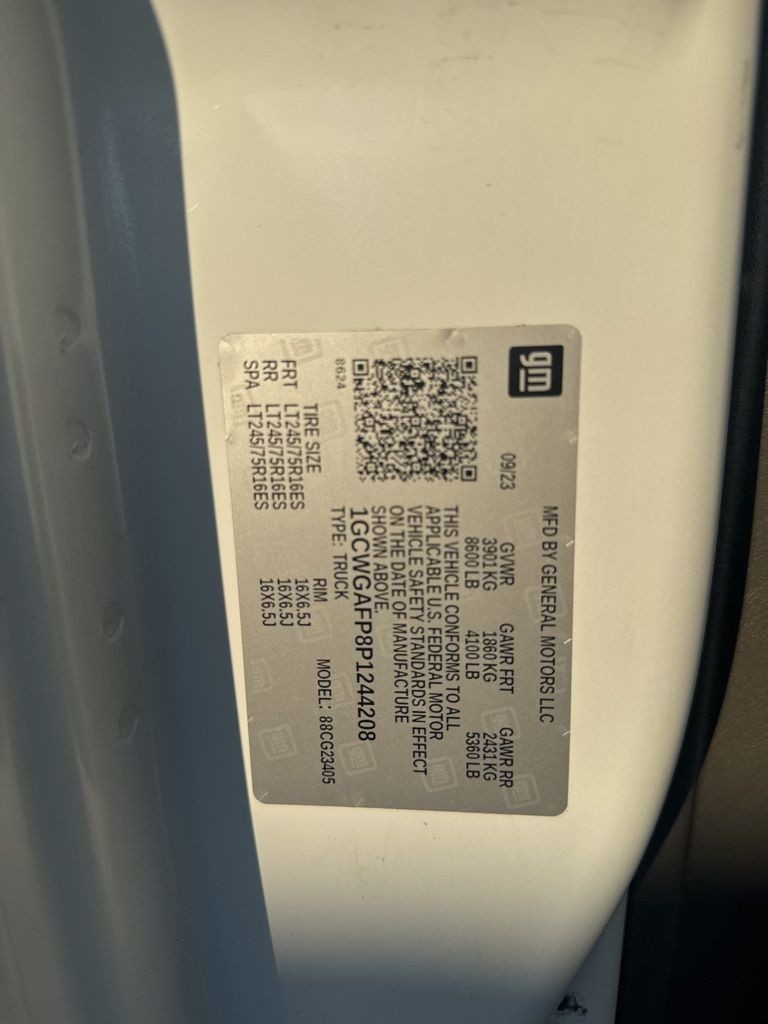 gm
MFD BY GENERAL MOTORS LLC
09/23
GVWR GAWR FRT GAWR RR
3901 KG 1860 KG 2431 KG
8600 LB 4100 LB 5360 LB
THIS VEHICLE CONFORMS TO ALL
APPLICABLE U.S. FEDERAL MOTOR
VEHICLE SAFETY STANDARDS IN EFFECT
ON THE DATE OF MANUFACTURE
SHOWN ABOVE.
1GCWGAFP8P1244208
TYPE: TRUCK
8624
MODEL: 88CG23405
TIRE SIZE RIM
FRT LT245/75R16ES 16X6.5J
RR LT245/75R16ES 16X6.5J
SPA LT245/75R16ES 16X6.5J